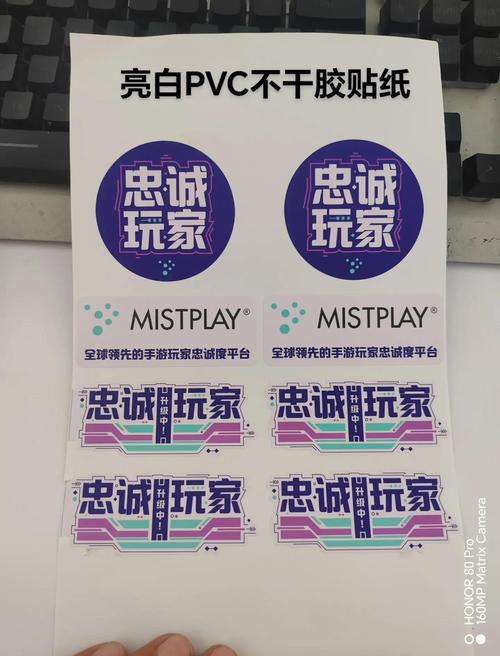 亮白PVC不干胶贴纸
忠诚 忠诚
玩家 玩家
MISTPLAY® MISTPLAY®
全球领先的手游玩家忠诚度平台 全球领先的手游玩家忠诚度平台
忠诚升级中！玩家 忠诚升级中！玩家
忠诚升级中！玩家 忠诚升级中！玩家
HONOR 80 Pro
160MP Matrix Camera